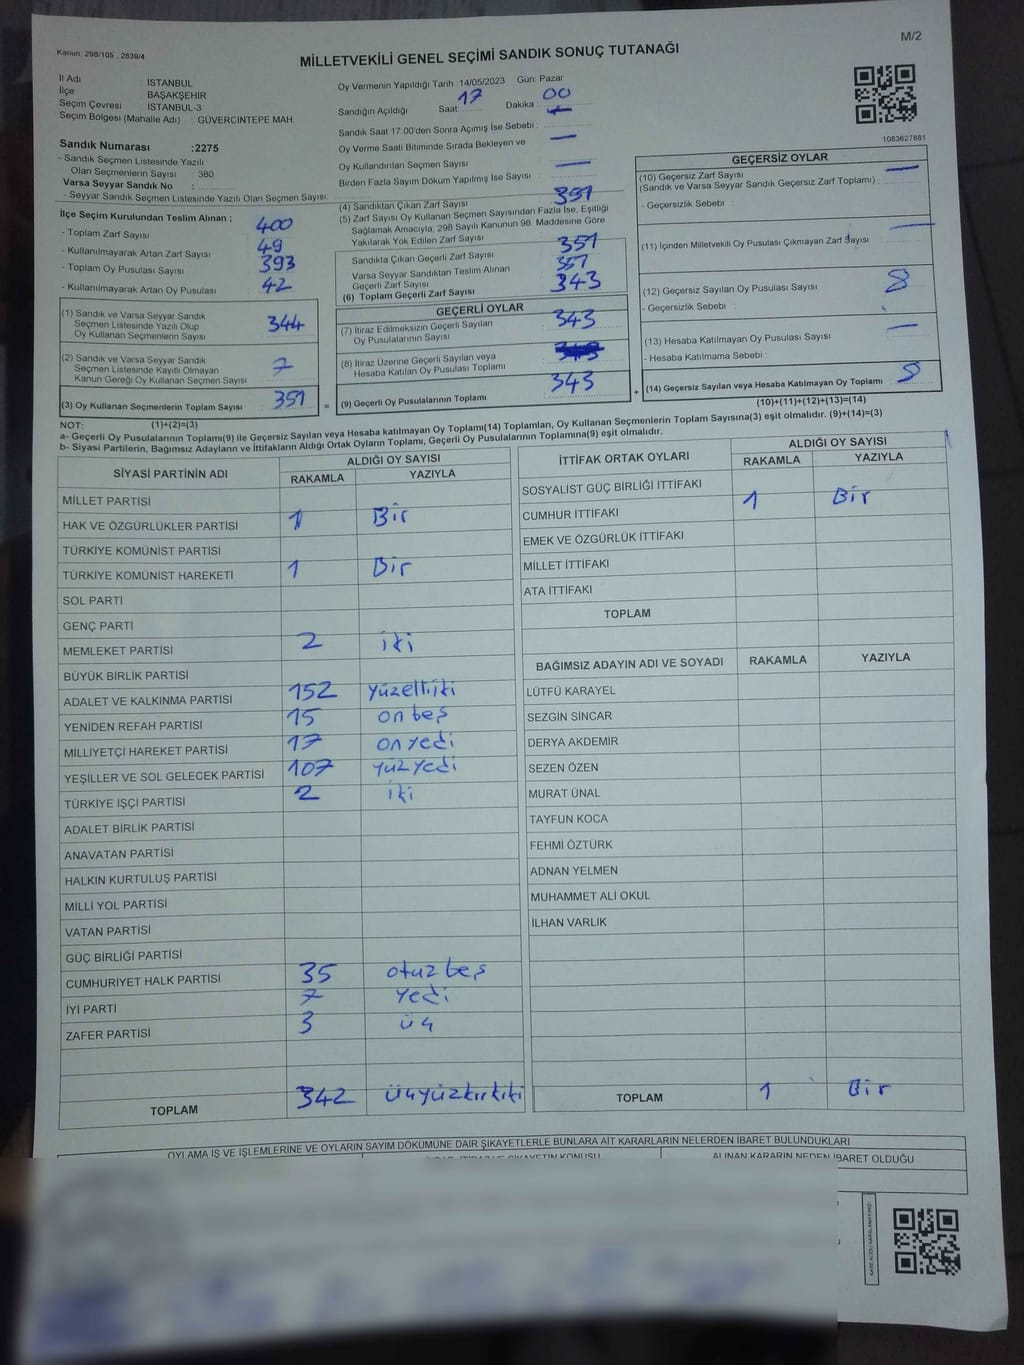 Kanun: 298/105 , 2839/4
MİLLETVEKİLİ GENEL SEÇİMİ SANDIK SONUÇ TUTANAĞI
M/2
İl Adı : İSTANBUL
İlçe : BAŞAKŞEHİR
Seçim Çevresi : İSTANBUL-3
Seçim Bölgesi (Mahalle Adı) : GÜVERCİNTEPE MAH.
Sandık Numarası :2275
- Sandık Seçmen Listesinde Yazılı
Olan Seçmenlerin Sayısı : 380
Varsa Seyyar Sandık No :
- Seyyar Sandık Seçmen Listesinde Yazılı Olan Seçmen Sayısı:
Oy Vermenin Yapıldığı Tarih :14/05/2023 Gün: Pazar
Sandığın Açıldığı Saat: 17 Dakika : 00
Sandık Saat 17.00'den Sonra Açımış İse Sebebi : —
Oy Verme Saati Bitiminde Sırada Bekleyen ve
Oy Kullandırılan Seçmen Sayısı —
Birden Fazla Sayım Döküm Yapılmış İse Sayısı : —
1083627881
İlçe Seçim Kurulundan Teslim Alınan ;
- Toplam Zarf Sayısı : 400
- Kullanılmayarak Artan Zarf Sayısı : 49
- Toplam Oy Pusulası Sayısı : 393
- Kullanılmayarak Artan Oy Pusulası : 42
(4) Sandıktan Çıkan Zarf Sayısı : 351
(5) Zarf Sayısı Oy Kullanan Seçmen Sayısından Fazla İse, Eşitliği
Sağlamak Amacıyla, 298 Sayılı Kanunun 98. Maddesine Göre
Yakılarak Yok Edilen Zarf Sayısı :
Sandıkta Çıkan Geçerli Zarf Sayısı : 351
Varsa Seyyar Sandıktan Teslim Alınan
Geçerli Zarf Sayısı : 351
(6) Toplam Geçerli Zarf Sayısı : 343
GEÇERSİZ OYLAR
(10) Geçersiz Zarf Sayısı
(Sandık ve Varsa Seyyar Sandık Geçersiz Zarf Toplamı) : —
- Geçersizlik Sebebi :
(11) İçinden Milletvekili Oy Pusulası Çıkmayan Zarf Sayısı : —
(12) Geçersiz Sayılan Oy Pusulası Sayısı : 8
- Geçersizlik Sebebi :
(13) Hesaba Katılmayan Oy Pusulası Sayısı : —
- Hesaba Katılmama Sebebi :
(14) Geçersiz Sayılan veya Hesaba Katılmayan Oy Toplamı : 8
(10)+(11)+(12)+(13)=(14)
(1) Sandık ve Varsa Seyyar Sandık
Seçmen Listesinde Yazılı Olup
Oy Kullanan Seçmenlerin Sayısı : 344
(2) Sandık ve Varsa Seyyar Sandık
Seçmen Listesinde Kayıtlı Olmayan
Kanun Gereği Oy Kullanan Seçmen Sayısı : 7
(3) Oy Kullanan Seçmenlerin Toplam Sayısı : 351 =
(1)+(2)=(3)
GEÇERLİ OYLAR
(7) İtiraz Edilmeksizin Geçerli Sayılan
Oy Pusulalarının Sayısı : 343
(8) İtiraz Üzerine Geçerli Sayılan veya
Hesaba Katılan Oy Pusulası Toplamı :
(9) Geçerli Oy Pusulalarının Toplamı : 343 +
NOT:
a- Geçerli Oy Pusulalarının Toplamı(9) ile Geçersiz Sayılan veya Hesaba Katılmayan Oy Toplamı(14) Toplamları, Oy Kullanan Seçmenlerin Toplam Sayısına(3) eşit olmalıdır. (9)+(14)=(3)
b- Siyasi Partilerin, Bağımsız Adayların ve İttifakların Aldığı Ortak Oyların Toplamı, Geçerli Oy Pusulalarının Toplamına(9) eşit olmalıdır.
SİYASİ PARTİNİN ADI
ALDIĞI OY SAYISI
RAKAMLA YAZIYLA
MİLLET PARTİSİ
HAK VE ÖZGÜRLÜKLER PARTİSİ 1 Bir
TÜRKİYE KOMÜNİST PARTİSİ
TÜRKİYE KOMÜNİST HAREKETİ 1 Bir
SOL PARTİ
GENÇ PARTİ
MEMLEKET PARTİSİ 2 iki
BÜYÜK BİRLİK PARTİSİ
ADALET VE KALKINMA PARTİSİ 152 yüzelliiki
YENİDEN REFAH PARTİSİ 15 on beş
MİLLİYETÇİ HAREKET PARTİSİ 17 on yedi
YEŞİLLER VE SOL GELECEK PARTİSİ 107 yüz yedi
TÜRKİYE İŞÇİ PARTİSİ 2 iki
ADALET BİRLİK PARTİSİ
ANAVATAN PARTİSİ
HALKIN KURTULUŞ PARTİSİ
MİLLİ YOL PARTİSİ
VATAN PARTİSİ
GÜÇ BİRLİĞİ PARTİSİ
CUMHURİYET HALK PARTİSİ 35 otuz beş
İYİ PARTİ 7 yedi
ZAFER PARTİSİ 3 üç
TOPLAM 342 üçyüzkırkiki
İTTİFAK ORTAK OYLARI
ALDIĞI OY SAYISI
RAKAMLA YAZIYLA
SOSYALİST GÜÇ BİRLİĞİ İTTİFAKI
CUMHUR İTTİFAKI 1 Bir
EMEK VE ÖZGÜRLÜK İTTİFAKI
MİLLET İTTİFAKI
ATA İTTİFAKI
TOPLAM
BAĞIMSIZ ADAYIN ADI VE SOYADI RAKAMLA YAZIYLA
LÜTFÜ KARAYEL
SEZGİN SİNCAR
DERYA AKDEMİR
SEZEN ÖZEN
MURAT ÜNAL
TAYFUN KOCA
FEHMİ ÖZTÜRK
ADNAN YELMEN
MUHAMMET ALİ OKUL
İLHAN VARLIK
TOPLAM 1 Bir
OYLAMA İŞ VE İŞLEMLERİNE VE OYLARIN SAYIM DÖKÜMÜNE DAİR ŞİKAYETLERLE BUNLARA AİT KARARLARIN NELERDEN İBARET BULUNDUKLARI
ALINAN KARARIN NEDEN İBARET OLDUĞU